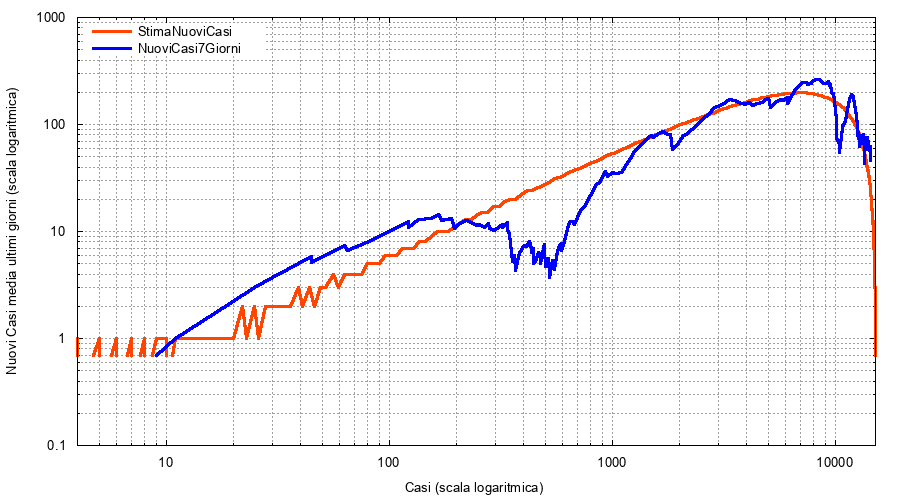 1000
StimaNuoviCasi
NuoviCasi7Giorni
100
10
1
0.1
Nuovi Casi media ultimi giorni (scala logaritmica)
10
100
1000
10000
Casi (scala logaritmica)